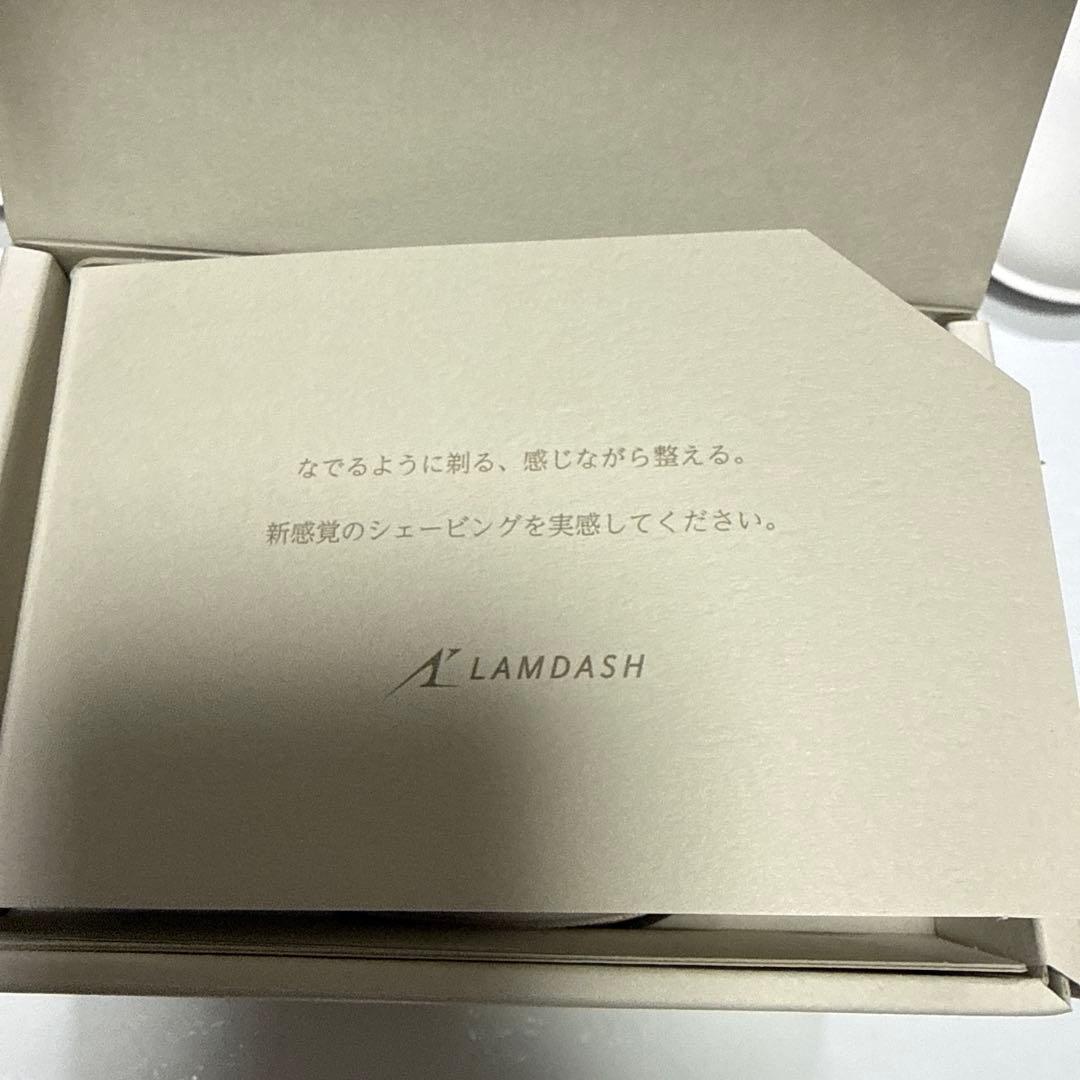 なでるように剃る、感じながら整える。
新感覚のシェービングを実感してください。
LAMDASH